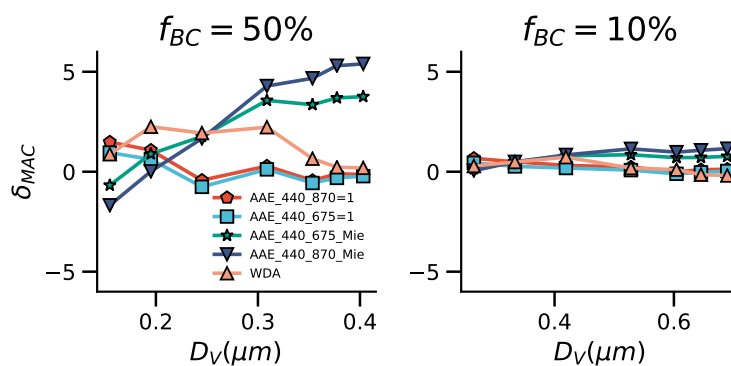 f_BC = 50%
f_BC = 10%
δ_MAC
5
0
−5
AAE_440_870=1
AAE_440_675=1
AAE_440_675_Mie
AAE_440_870_Mie
WDA
0.2 0.3 0.4
D_V(μm)
5
0
−5
0.4 0.6
D_V(μm)